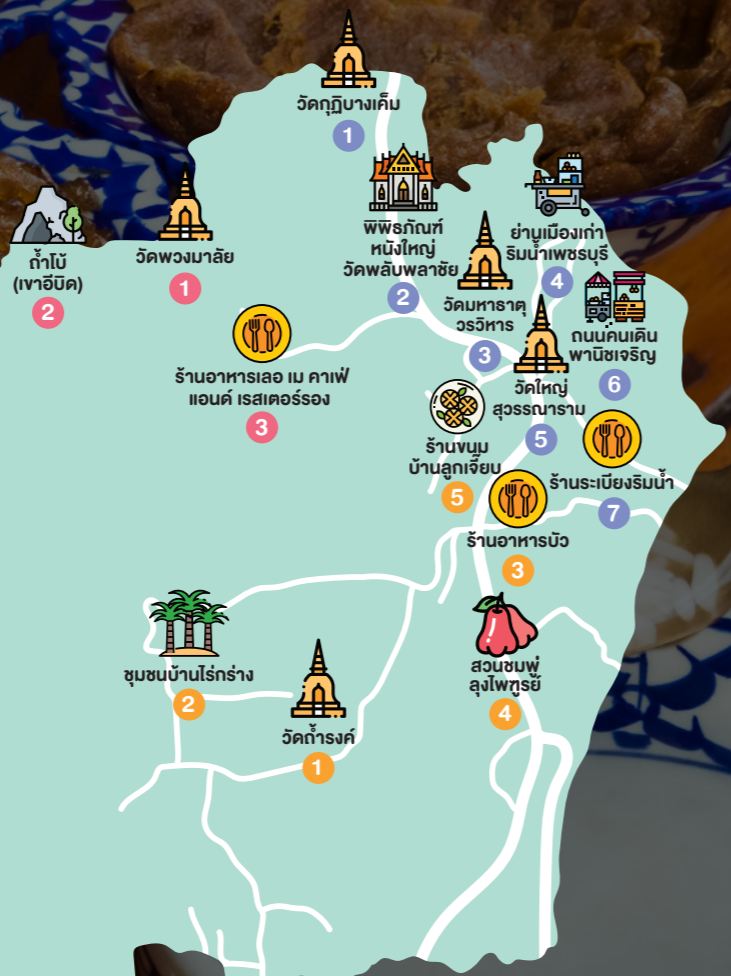 วัดกุฎิบางเค็ม
1
พิพิธภัณฑ์
หนังใหญ่
วัดพลับพลาชัย
2
ย่านเมืองเก่า
ริมน้ำเพชรบุรี
4
ถ้ำโบ้
(เขาอีบิด)
2
วัดพวงมาลัย
1
วัดมหาธาตุ
วรวิหาร
3
ถนนคนเดิน
พานิชเจริญ
6
ร้านอาหารเลอ เม คาเฟ่
แอนด์ เรสเตอร์รอง
3
วัดใหญ่
สุวรรณาราม
5
ร้านขนม
บ้านลูกเจี๊ยบ
5
ร้านระเบียงริมน้ำ
7
ร้านอาหารบัว
3
ชุมชนบ้านไร่กร่าง
2
สวนชมพู่
ลุงไพฑูรย์
4
วัดถ้ำรงค์
1